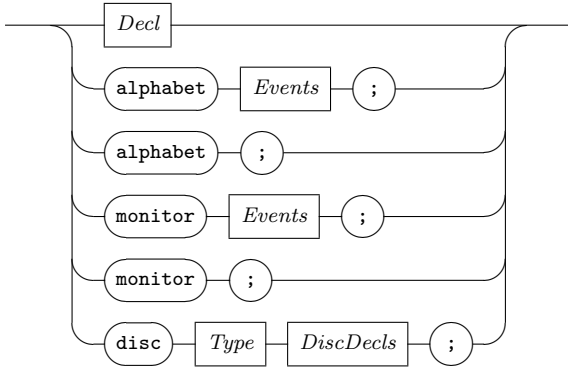 Decl
alphabet Events ;
alphabet ;
monitor Events ;
monitor ;
disc Type DiscDecls ;